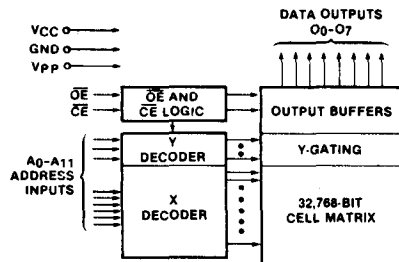 DATA OUTPUTS
O0-O7
VCC
GND
VPP
OE
CE
OE AND
CE LOGIC
OUTPUT BUFFERS
A0-A11
ADDRESS
INPUTS
Y
DECODER
Y-GATING
X
DECODER
32,768-BIT
CELL MATRIX